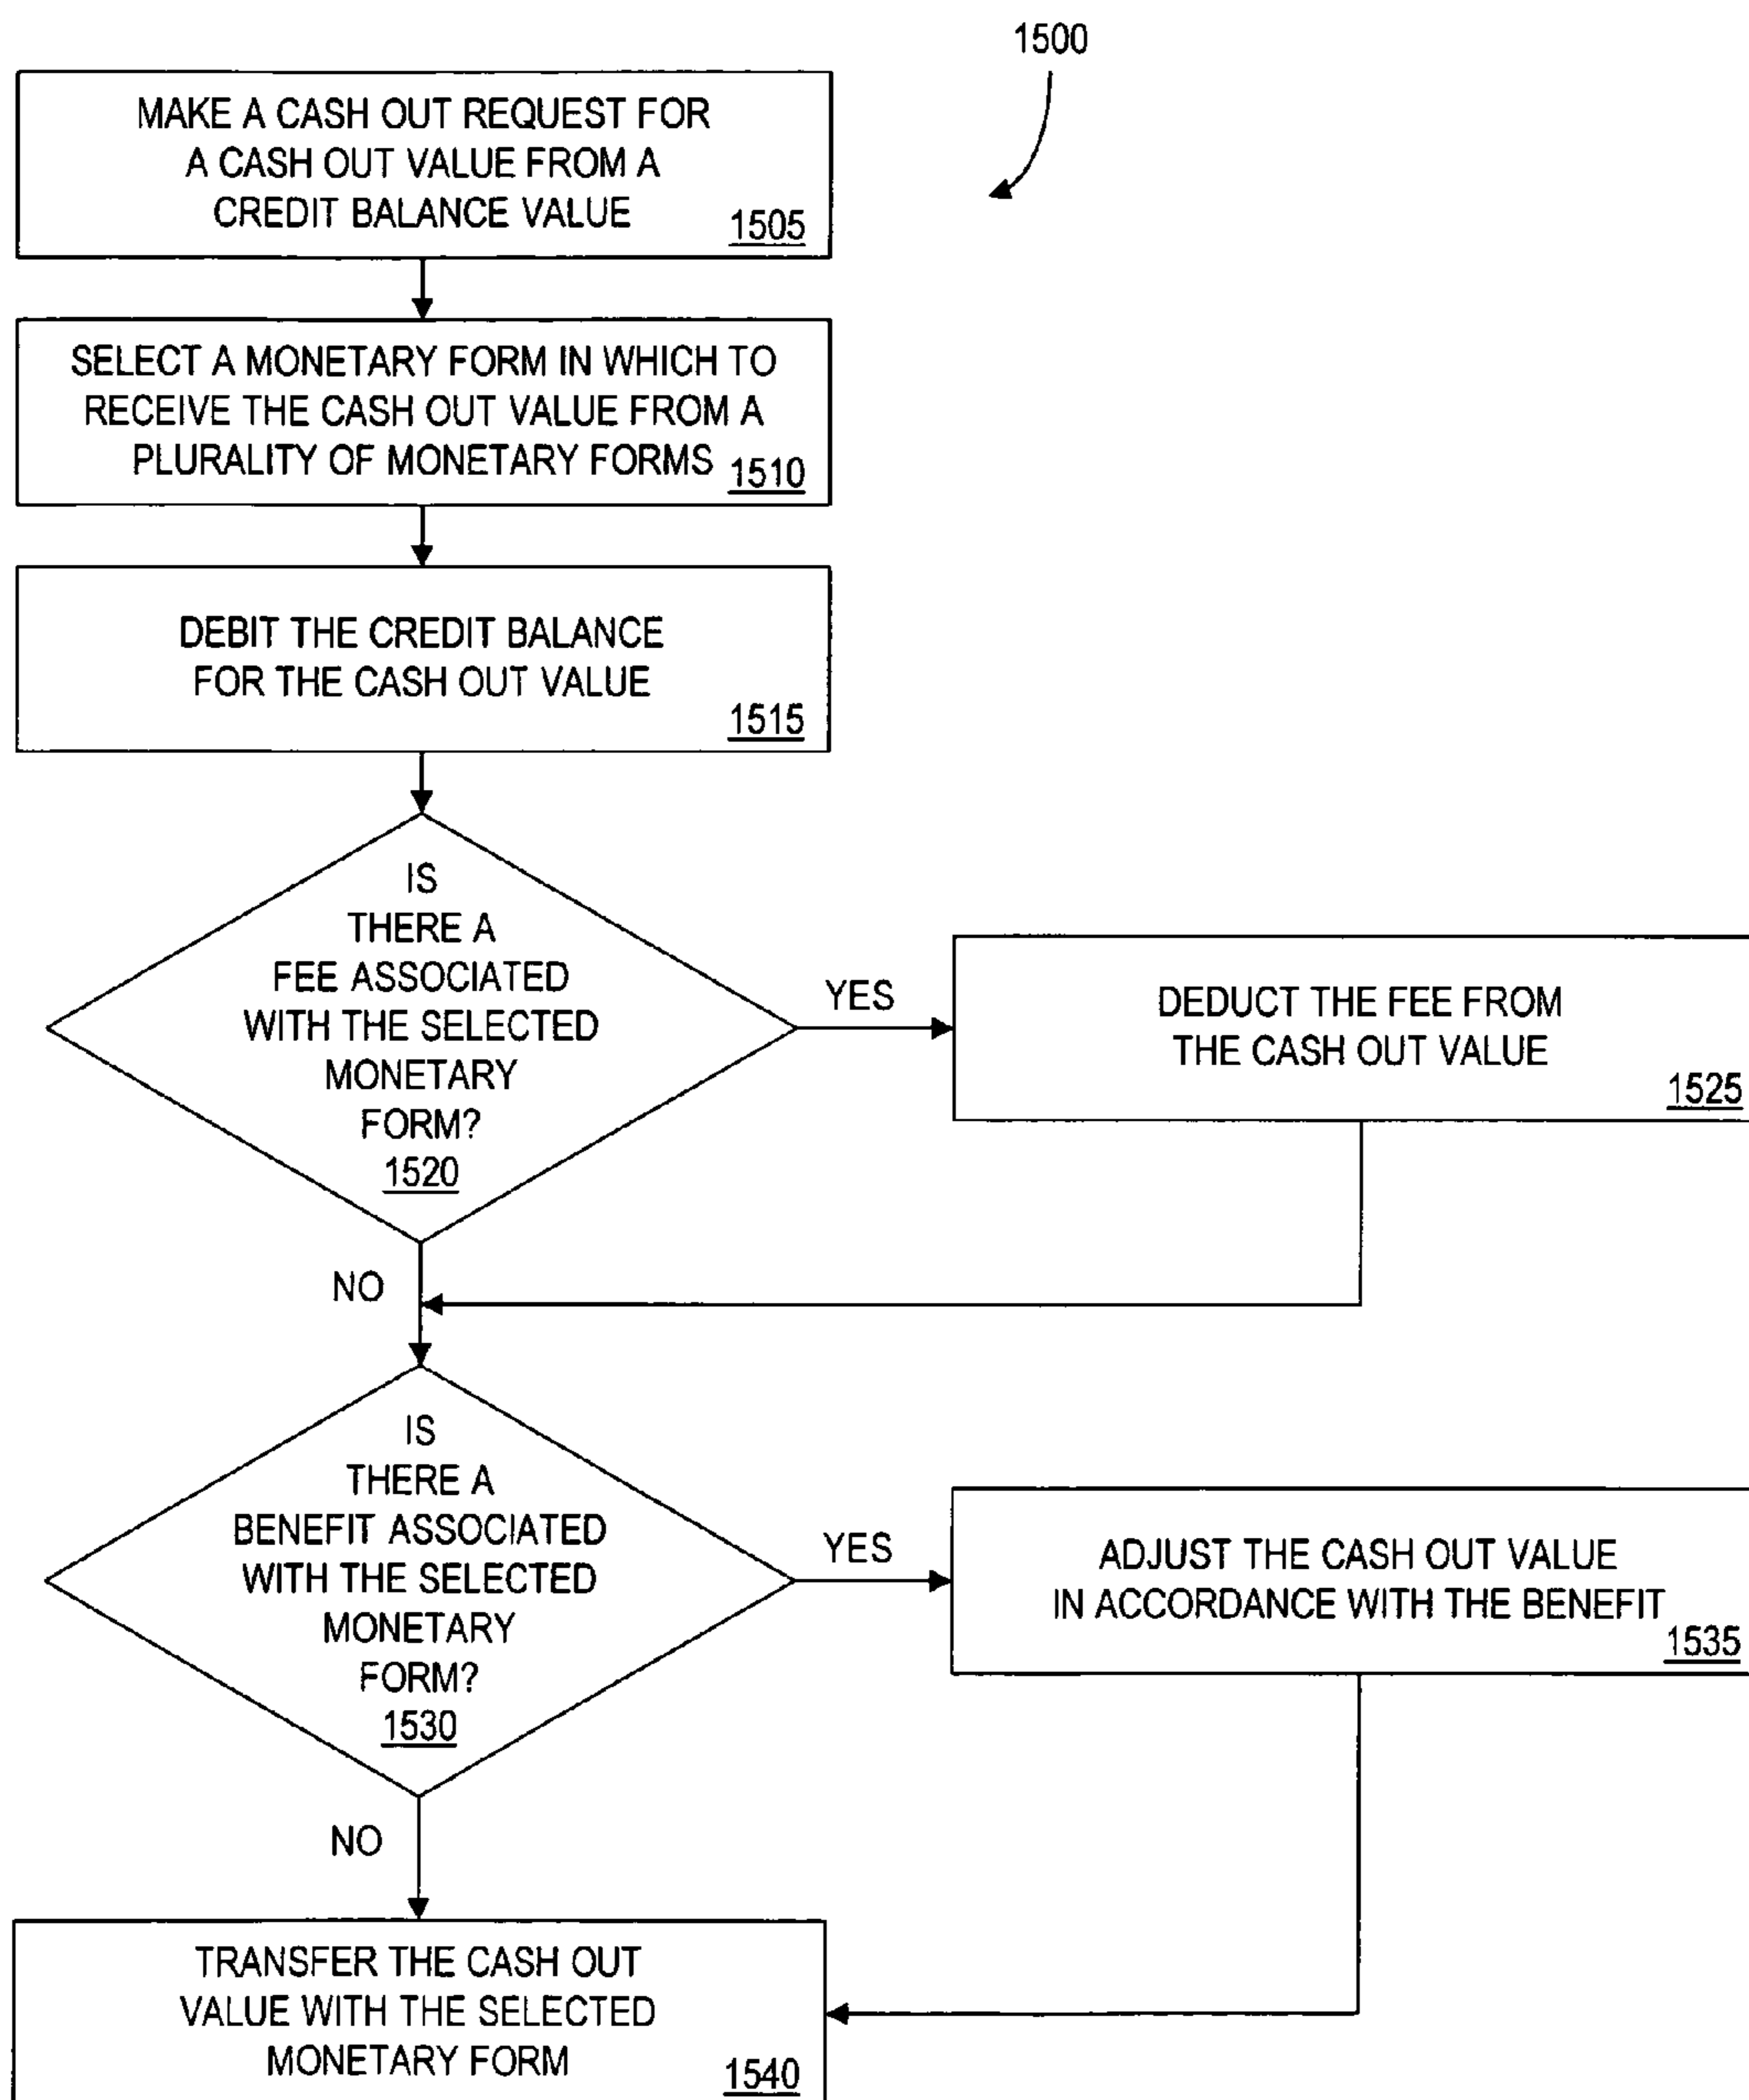 1500
MAKE A CASH OUT REQUEST FOR
A CASH OUT VALUE FROM A
CREDIT BALANCE VALUE
1505
SELECT A MONETARY FORM IN WHICH TO
RECEIVE THE CASH OUT VALUE FROM A
PLURALITY OF MONETARY FORMS
1510
DEBIT THE CREDIT BALANCE
FOR THE CASH OUT VALUE
1515
IS
THERE A
FEE ASSOCIATED
WITH THE SELECTED
MONETARY
FORM?
1520
YES
DEDUCT THE FEE FROM
THE CASH OUT VALUE
1525
NO
IS
THERE A
BENEFIT ASSOCIATED
WITH THE SELECTED
MONETARY
FORM?
1530
YES
ADJUST THE CASH OUT VALUE
IN ACCORDANCE WITH THE BENEFIT
1535
NO
TRANSFER THE CASH OUT
VALUE WITH THE SELECTED
MONETARY FORM
1540